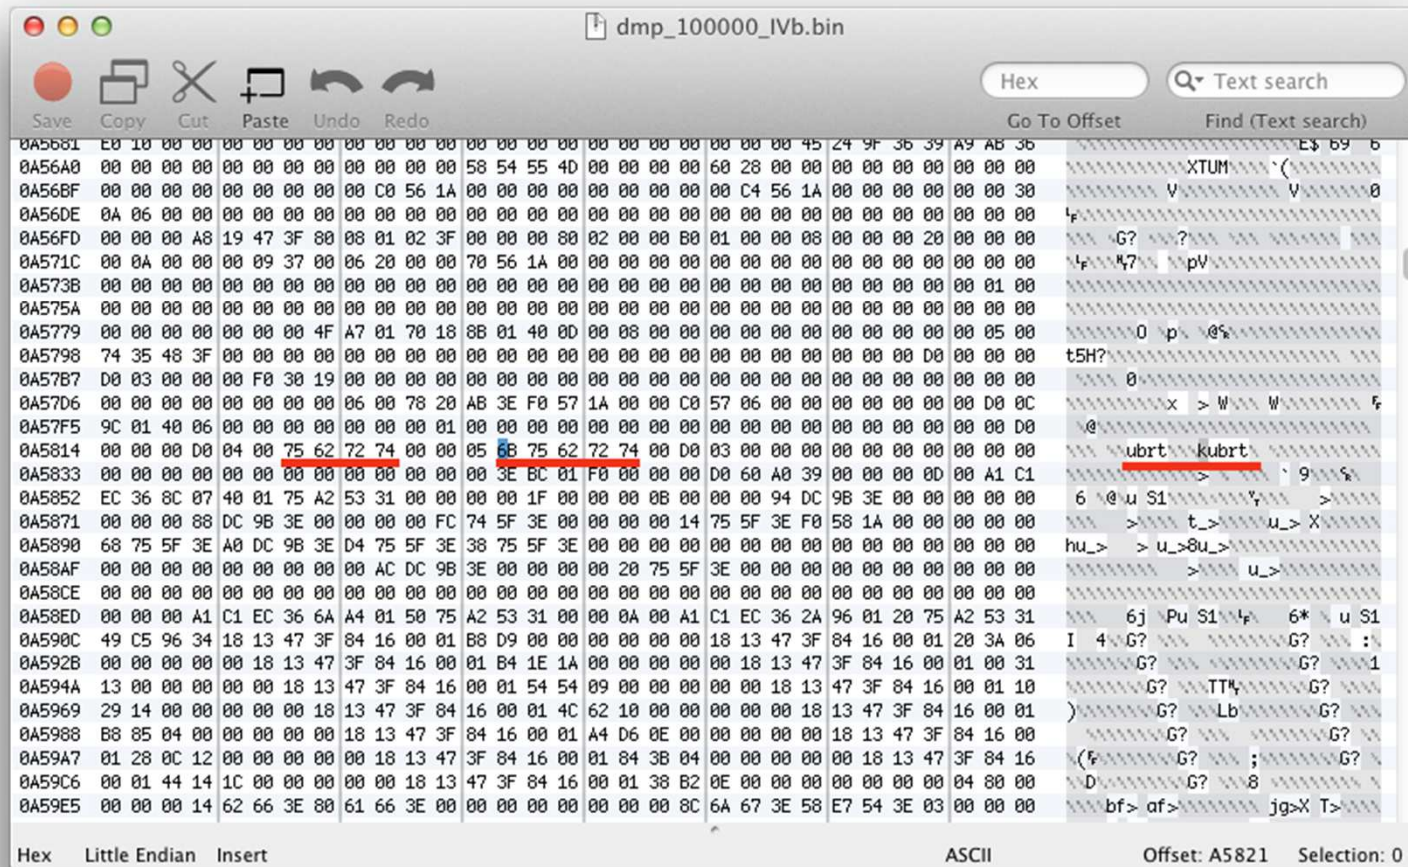 dmp_100000_IVb.bin
Hex Text search
Save Copy Cut Paste Undo Redo Go To Offset Find (Text search)
0A5681 E0 10 00 00 00 00 00 00 00 00 00 00 00 00 00 00 00 00 00 00 00 00 00 45 24 9F 36 39 A9 AB 36 E$ 69 6
0A56A0 00 00 00 00 00 00 00 00 00 00 00 00 58 54 55 4D 00 00 00 00 60 28 00 00 00 00 00 00 00 00 00 XTUM `(
0A56BF 00 00 00 00 00 00 00 00 00 C0 56 1A 00 00 00 00 00 00 00 00 00 C4 56 1A 00 00 00 00 00 00 30 V V 0
0A56DE 0A 06 00 00 00 00 00 00 00 00 00 00 00 00 00 00 00 00 00 00 00 00 00 00 00 00 00 00 00 00 00
0A56FD 00 00 00 A8 19 47 3F 80 08 01 02 3F 00 00 00 80 02 00 00 B0 01 00 00 08 00 00 00 20 00 00 00 G? ?
0A571C 00 0A 00 00 00 09 37 00 06 20 00 00 70 56 1A 00 00 00 00 00 00 00 00 00 00 00 00 00 00 00 00 7 pV
0A573B 00 00 00 00 00 00 00 00 00 00 00 00 00 00 00 00 00 00 00 00 00 00 00 00 00 00 00 00 00 01 00
0A575A 00 00 00 00 00 00 00 00 00 00 00 00 00 00 00 00 00 00 00 00 00 00 00 00 00 00 00 00 00 00 00
0A5779 00 00 00 00 00 00 00 00 4F A7 01 70 18 8B 01 40 0D 00 08 00 00 00 00 00 00 00 00 00 00 05 00 O p @
0A5798 74 35 48 3F 00 00 00 00 00 00 00 00 00 00 00 00 00 00 00 00 00 00 00 00 00 00 00 D0 00 00 00 t5H?
0A57B7 D0 03 00 00 00 F0 30 19 00 00 00 00 00 00 00 00 00 00 00 00 00 00 00 00 00 00 00 00 00 00 00 0
0A57D6 00 00 00 00 00 00 00 00 06 00 78 20 AB 3E F0 57 1A 00 00 C0 57 06 00 00 00 00 00 00 00 D0 0C x > W W
0A57F5 9C 01 40 06 00 00 00 00 00 00 00 01 00 00 00 00 00 00 00 00 00 00 00 00 00 00 00 00 00 00 D0 @
0A5814 00 00 00 D0 04 00 75 62 72 74 00 00 05 6B 75 62 72 74 00 D0 03 00 00 00 00 00 00 00 00 00 00 ubrt kubrt
0A5833 00 00 00 00 00 00 00 00 00 00 00 00 00 3E BC 01 F0 00 00 00 D0 60 A0 39 00 00 00 0D 00 A1 C1 > ` 9
0A5852 EC 36 8C 07 40 01 75 A2 53 31 00 00 00 00 1F 00 00 00 0B 00 00 00 94 DC 9B 3E 00 00 00 00 6 @ u S1 >
0A5871 00 00 00 88 DC 9B 3E 00 00 00 00 FC 74 5F 3E 00 00 00 00 14 75 5F 3E F0 58 1A 00 00 00 00 > t_> u_> X
0A5890 68 75 5F 3E A0 DC 9B 3E D4 75 5F 3E 38 75 5F 3E 00 00 00 00 00 00 00 00 00 00 00 00 00 00 00 hu_> > u_>8u_>
0A58AF 00 00 00 00 00 00 00 00 00 AC DC 9B 3E 00 00 00 00 20 75 5F 3E 00 00 00 00 00 00 00 00 00 00 > u_>
0A58CE 00 00 00 00 00 00 00 00 00 00 00 00 00 00 00 00 00 00 00 00 00 00 00 00 00 00 00 00 00 00 00
0A58ED 00 00 00 A1 C1 EC 36 6A A4 01 50 75 A2 53 31 00 00 0A 00 A1 C1 EC 36 2A 96 01 20 75 A2 53 31 6j Pu S1 6* u S1
0A590C 49 C5 96 34 18 13 47 3F 84 16 00 01 B8 D9 00 00 00 00 00 18 13 47 3F 84 16 00 01 20 3A 06 I 4 G? G? :
0A592B 00 00 00 00 00 18 13 47 3F 84 16 00 01 B4 1E 1A 00 00 00 00 00 18 13 47 3F 84 16 00 01 00 31 G? G? 1
0A594A 13 00 00 00 00 00 18 13 47 3F 84 16 00 01 54 54 09 00 00 00 00 00 18 13 47 3F 84 16 00 01 10 G? TT G?
0A5969 29 14 00 00 00 00 00 18 13 47 3F 84 16 00 01 4C 62 10 00 00 00 00 00 18 13 47 3F 84 16 00 01 ) G? Lb G?
0A5988 B8 85 04 00 00 00 00 00 18 13 47 3F 84 16 00 01 A4 D6 0E 00 00 00 00 00 18 13 47 3F 84 16 00 G? G?
0A59A7 01 28 0C 12 00 00 00 00 00 18 13 47 3F 84 16 00 01 84 3B 04 00 00 00 00 00 18 13 47 3F 84 16 ( G? ; G?
0A59C6 00 01 44 14 1C 00 00 00 00 00 18 13 47 3F 84 16 00 01 38 B2 0E 00 00 00 00 00 00 00 04 80 00 D G? 8
0A59E5 00 00 00 14 62 66 3E 80 61 66 3E 00 00 00 00 00 00 00 00 8C 6A 67 3E 58 E7 54 3E 03 00 00 00 bf> af> jg>X T>
Hex Little Endian Insert ASCII Offset: A5821 Selection: 0